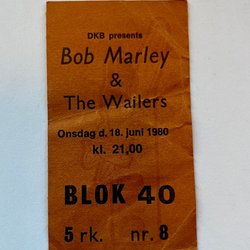 DKB presents
Bob Marley
&
The Wailers
Onsdag d. 18. juni 1980
kl. 21,00
BLOK 40
5 rk. nr. 8